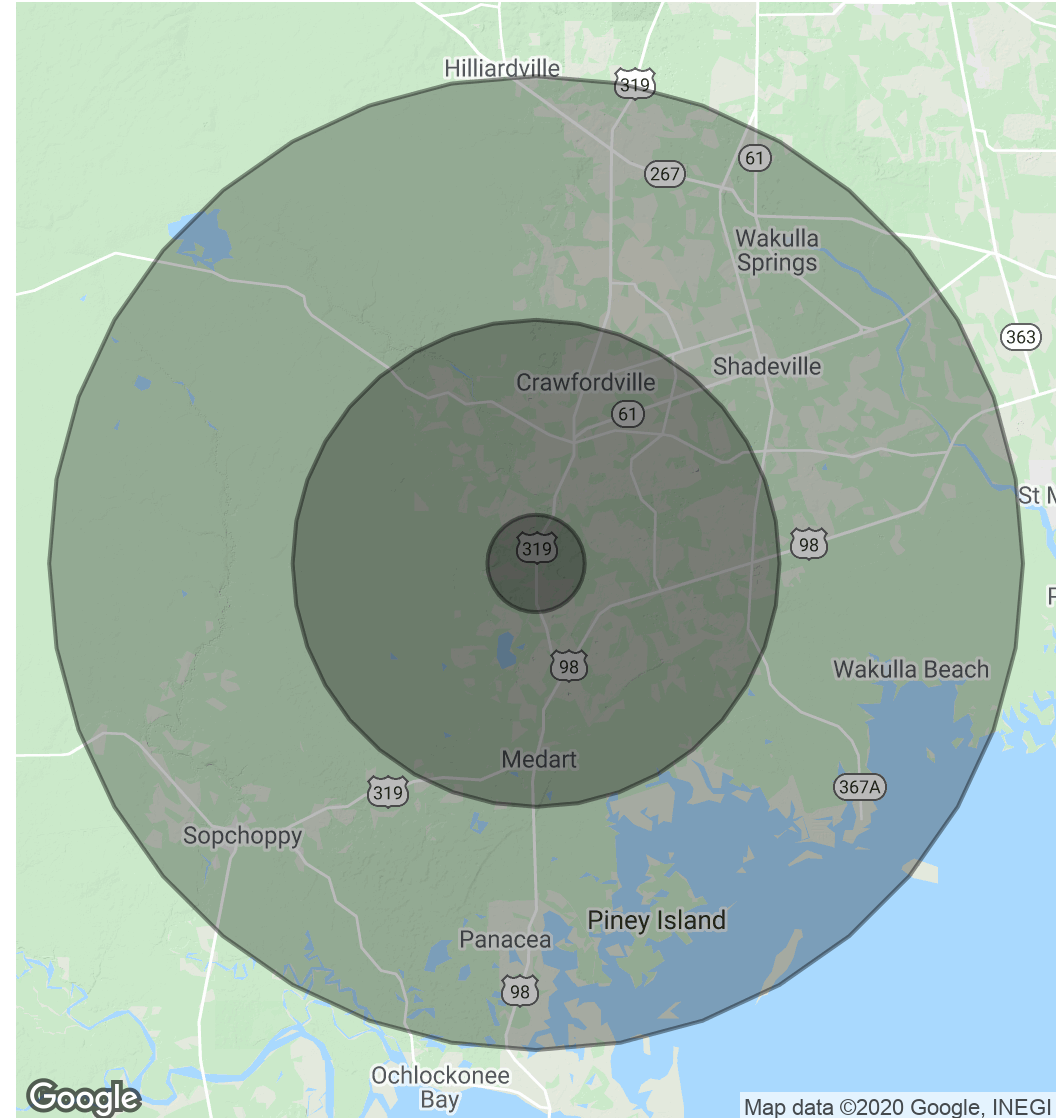 Hilliardville
319
61
267
Wakulla
Springs
363
Shadeville
Crawfordville
61
St M
319
98
98
Wakulla Beach
Medart
367A
319
Sopchoppy
Piney Island
Panacea
98
Ochlockonee
Bay
Google
Map data ©2020 Google, INEGI